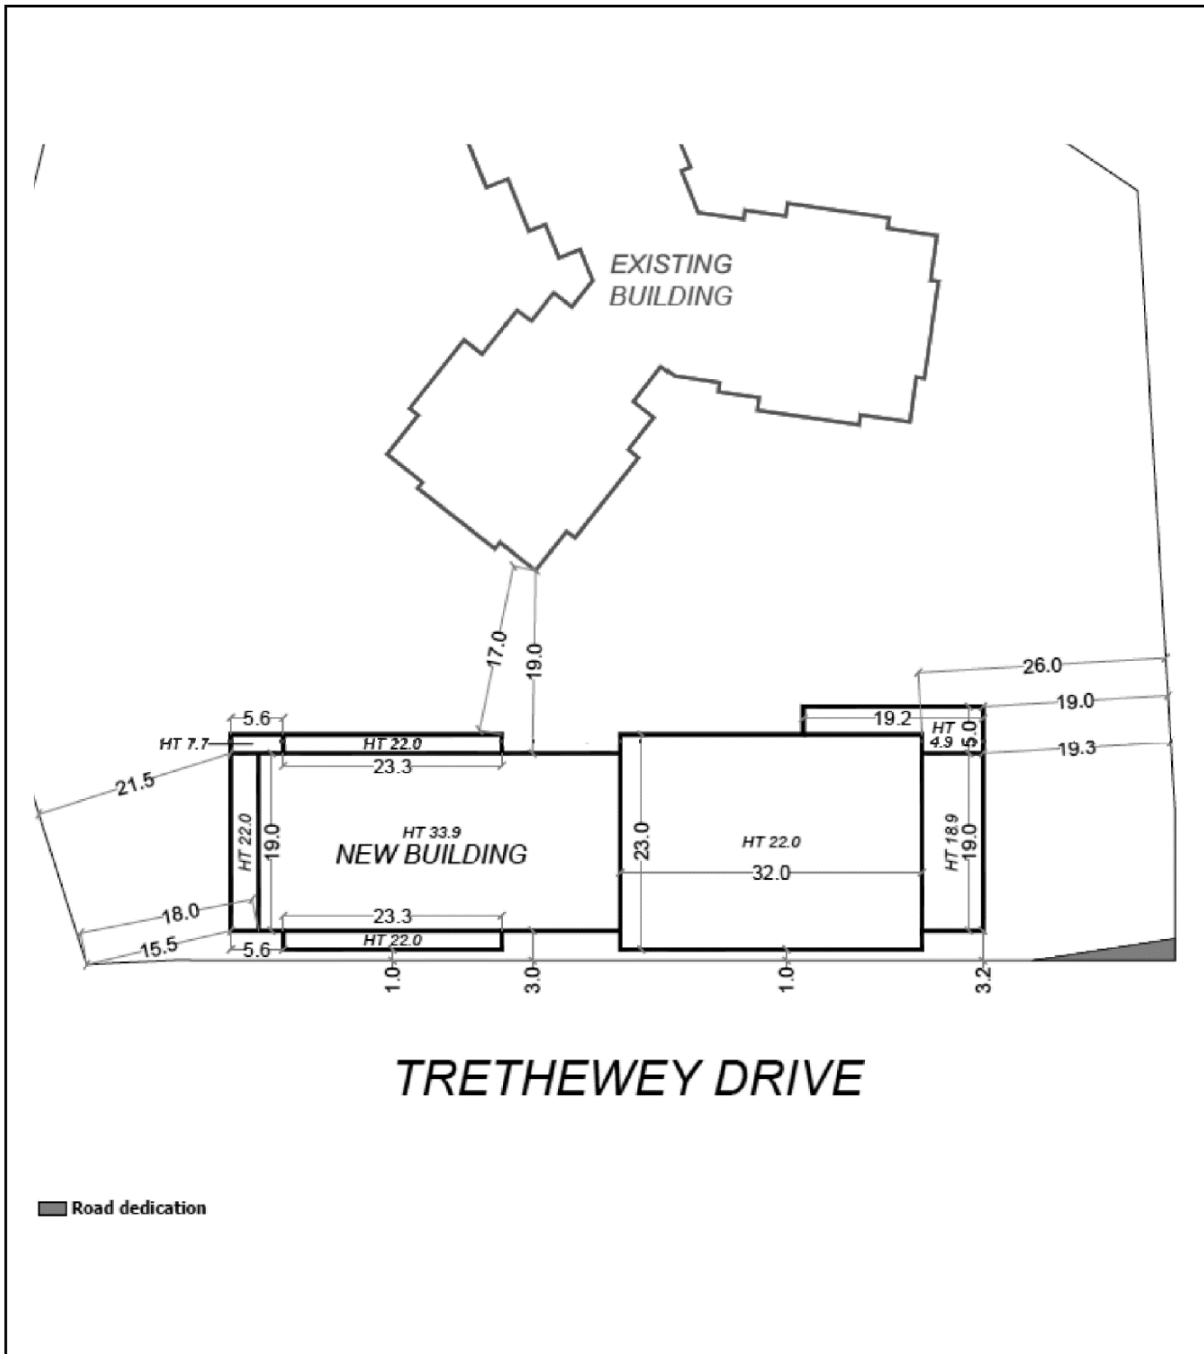 EXISTING
BUILDING
17.0
19.0
26.0
19.0
19.3
5.6
19.2
HT
4.9
5.0
HT 7.7
HT 22.0
23.3
21.5
HT 22.0
19.0
HT 33.9
NEW BUILDING
23.0
HT 22.0
32.0
HT 18.9
19.0
18.0
15.5
23.3
5.6
HT 22.0
1.0
3.0
1.0
3.2
TRETHEWEY DRIVE
Road dedication